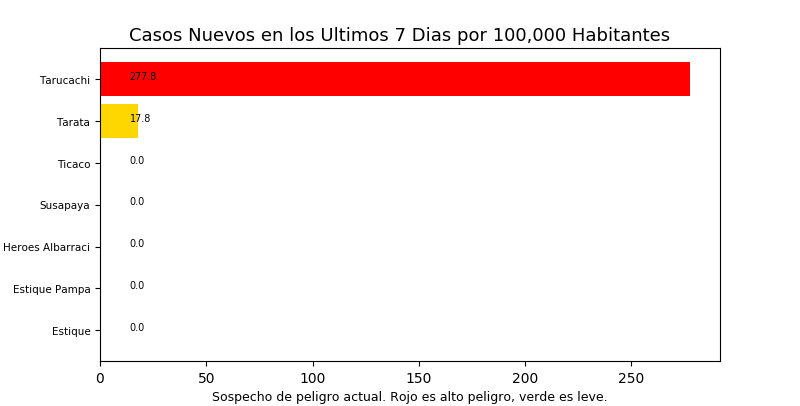 Casos Nuevos en los Ultimos 7 Dias por 100,000 Habitantes
Tarucachi 277.8
Tarata 17.8
Ticaco 0.0
Susapaya 0.0
Heroes Albarraci 0.0
Estique Pampa 0.0
Estique 0.0
0 50 100 150 200 250
Sospecho de peligro actual. Rojo es alto peligro, verde es leve.